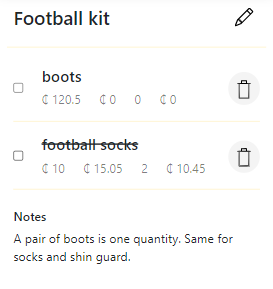 Football kit
boots
₵ 120.5 ₵ 0 0 ₵ 0
football socks
₵ 10 ₵ 15.05 2 ₵ 10.45
Notes
A pair of boots is one quantity. Same for
socks and shin guard.